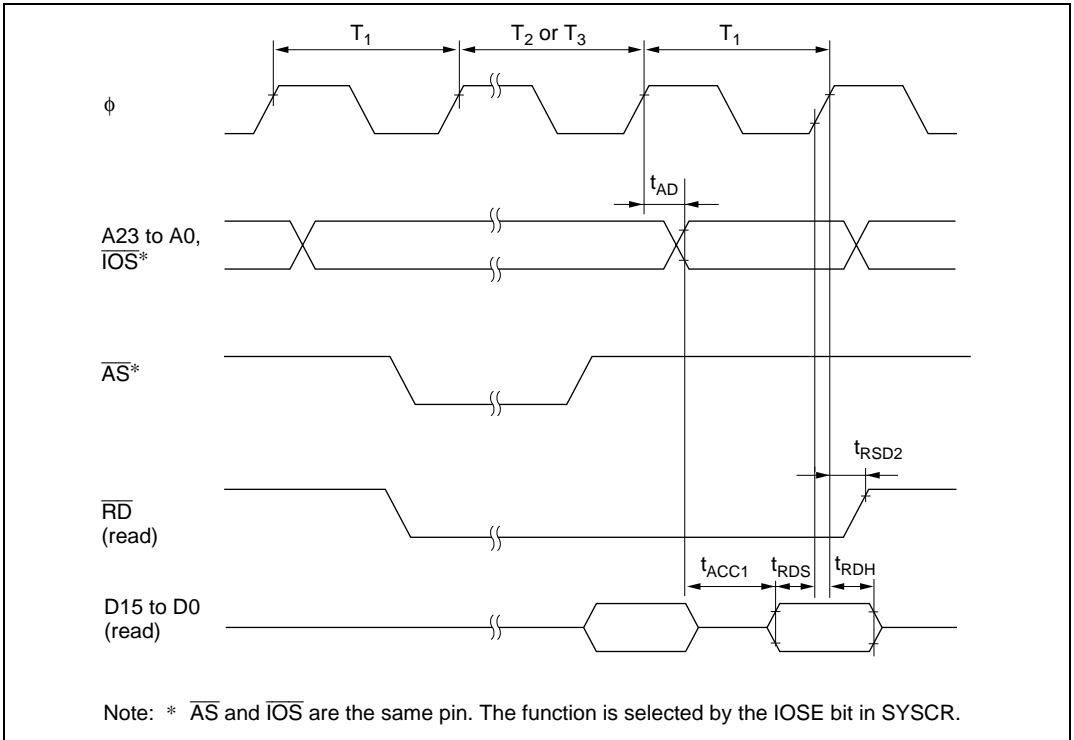 T1 T2 or T3 T1
ϕ
tAD
A23 to A0,
IOS*
AS*
tRSD2
RD
(read)
tACC1 tRDS tRDH
D15 to D0
(read)
Note: * AS and IOS are the same pin. The function is selected by the IOSE bit in SYSCR.